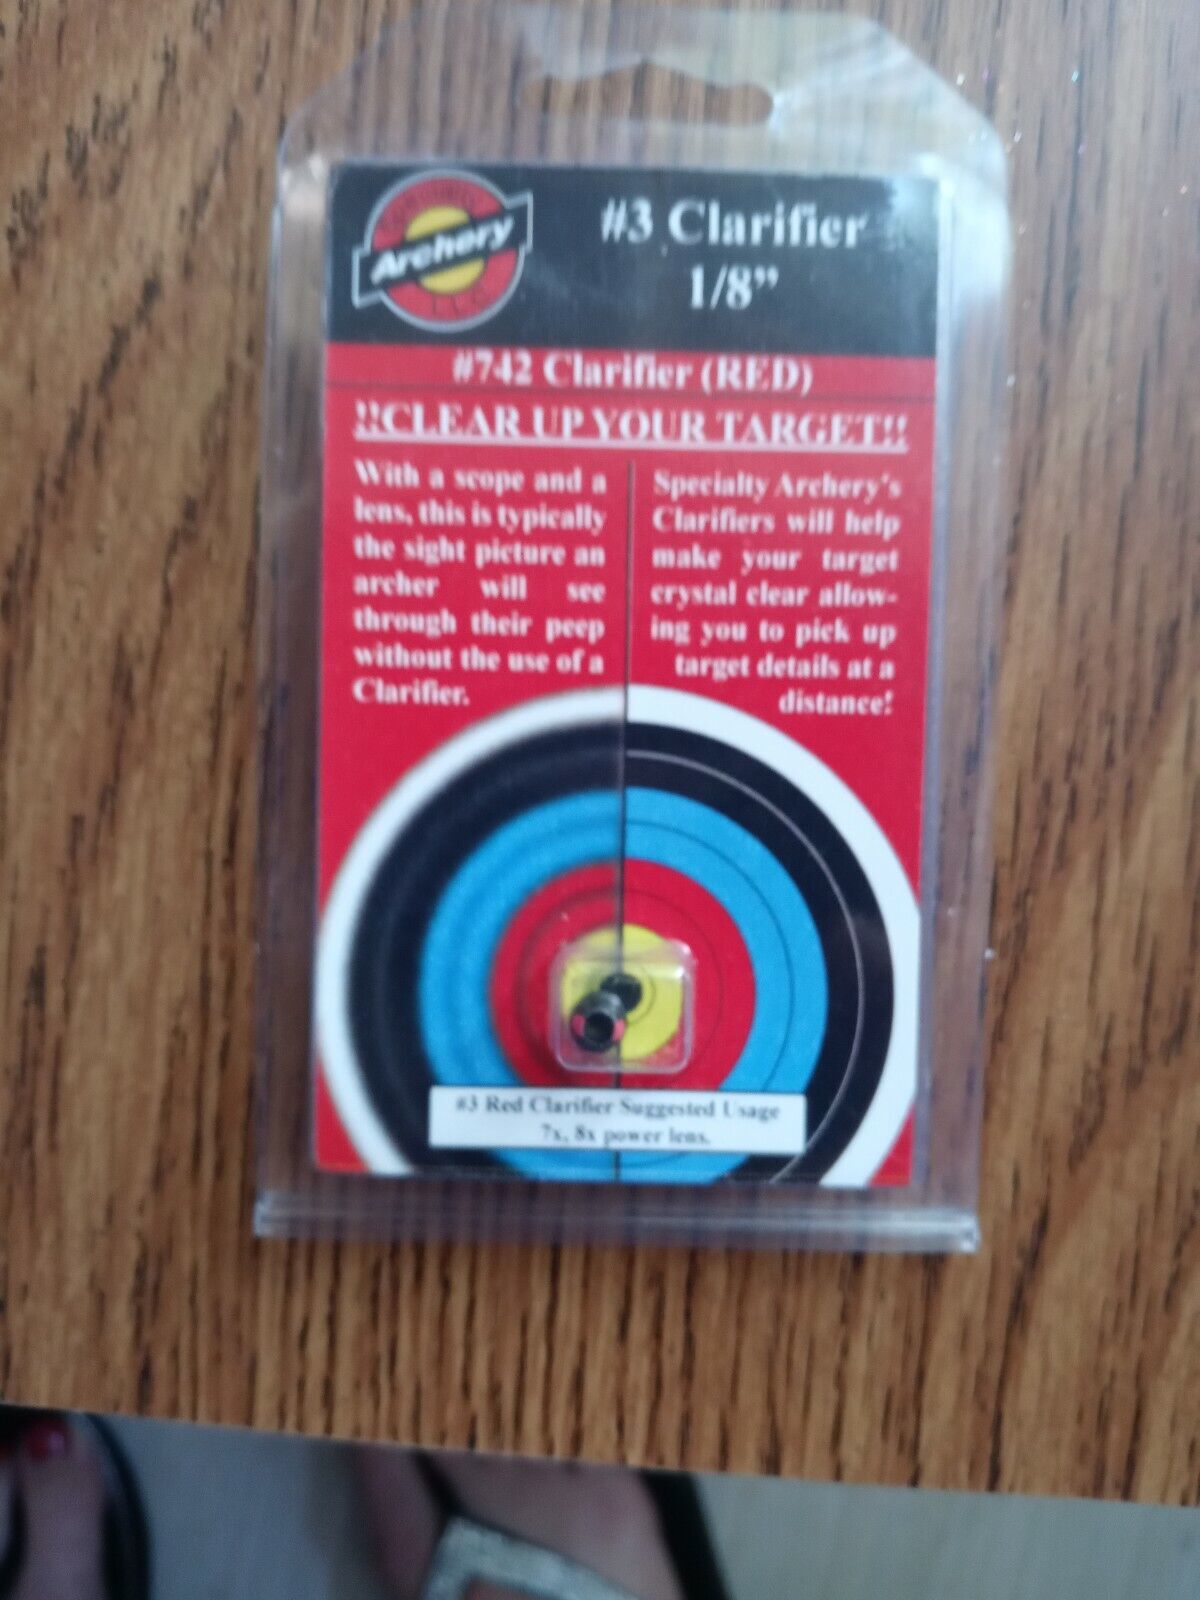 Archery
LLC
#3 Clarifier
1/8”
#742 Clarifier (RED)
!!CLEAR UP YOUR TARGET!!
With a scope and a
lens, this is typically
the sight picture an
archer will see
through their peep
without the use of a
Clarifier.
Specialty Archery's
Clarifiers will help
make your target
crystal clear allow-
ing you to pick up
target details at a
distance!
#3 Red Clarifier Suggested Usage
7x, 8x power lens.